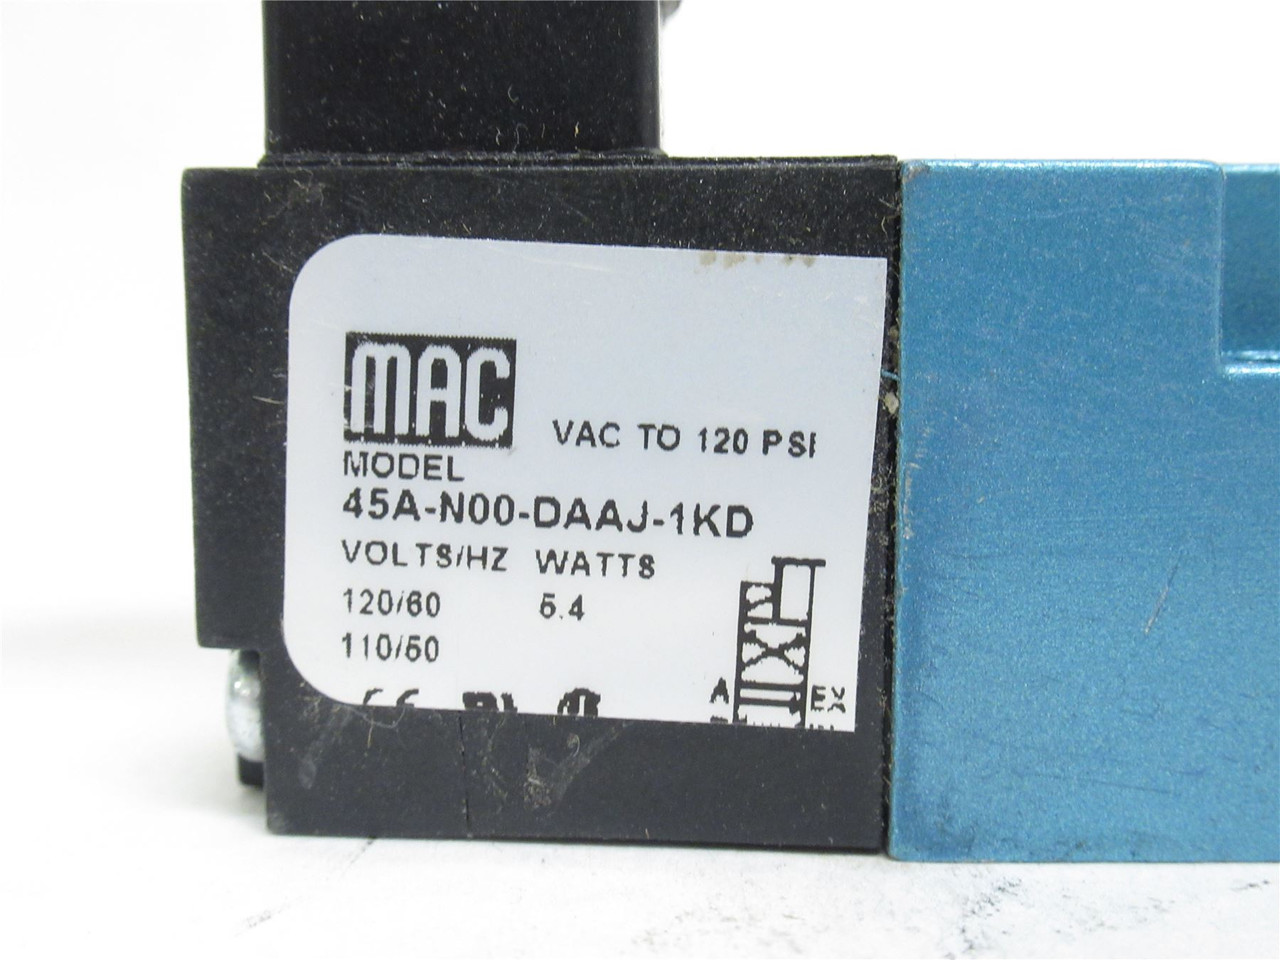 MAC
VAC TO 120 PSI
MODEL
45A-N00-DAAJ-1KD
VOLTS/HZ WATTS
120/60 5.4
110/50
A EX